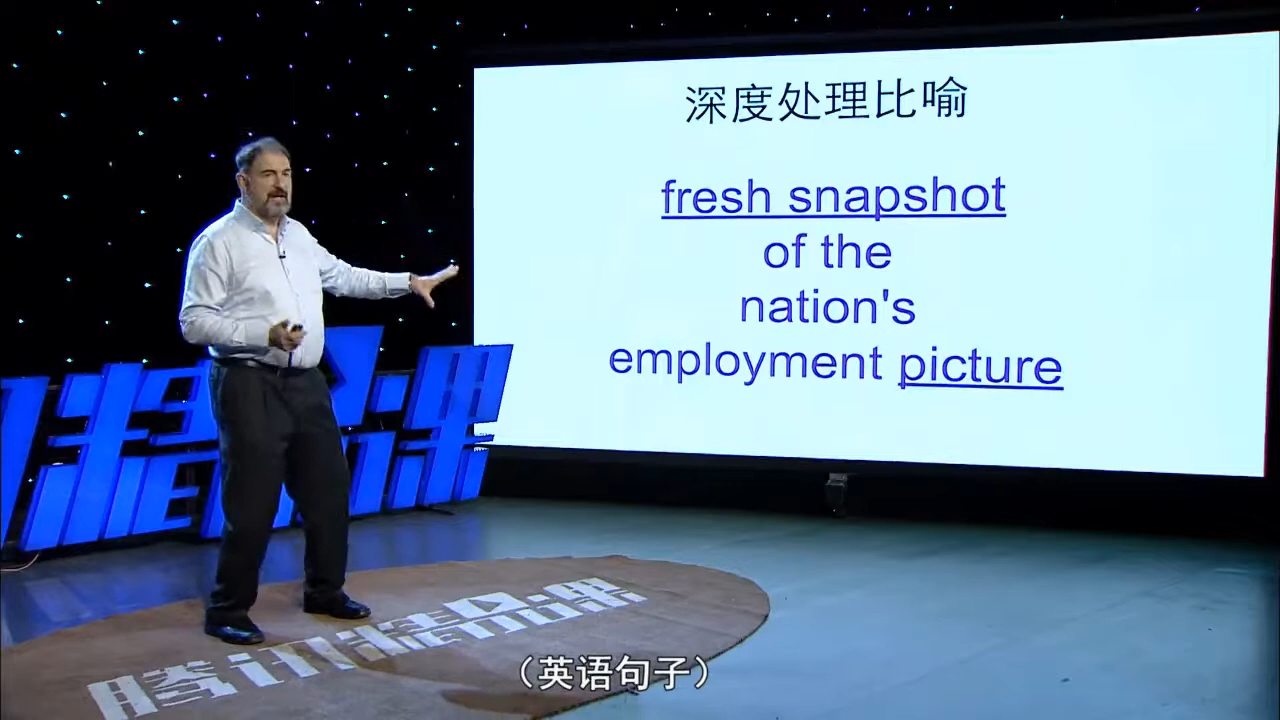 深度处理比喻
fresh snapshot
of the
nation's
employment picture
腾讯精品课
（英语句子）